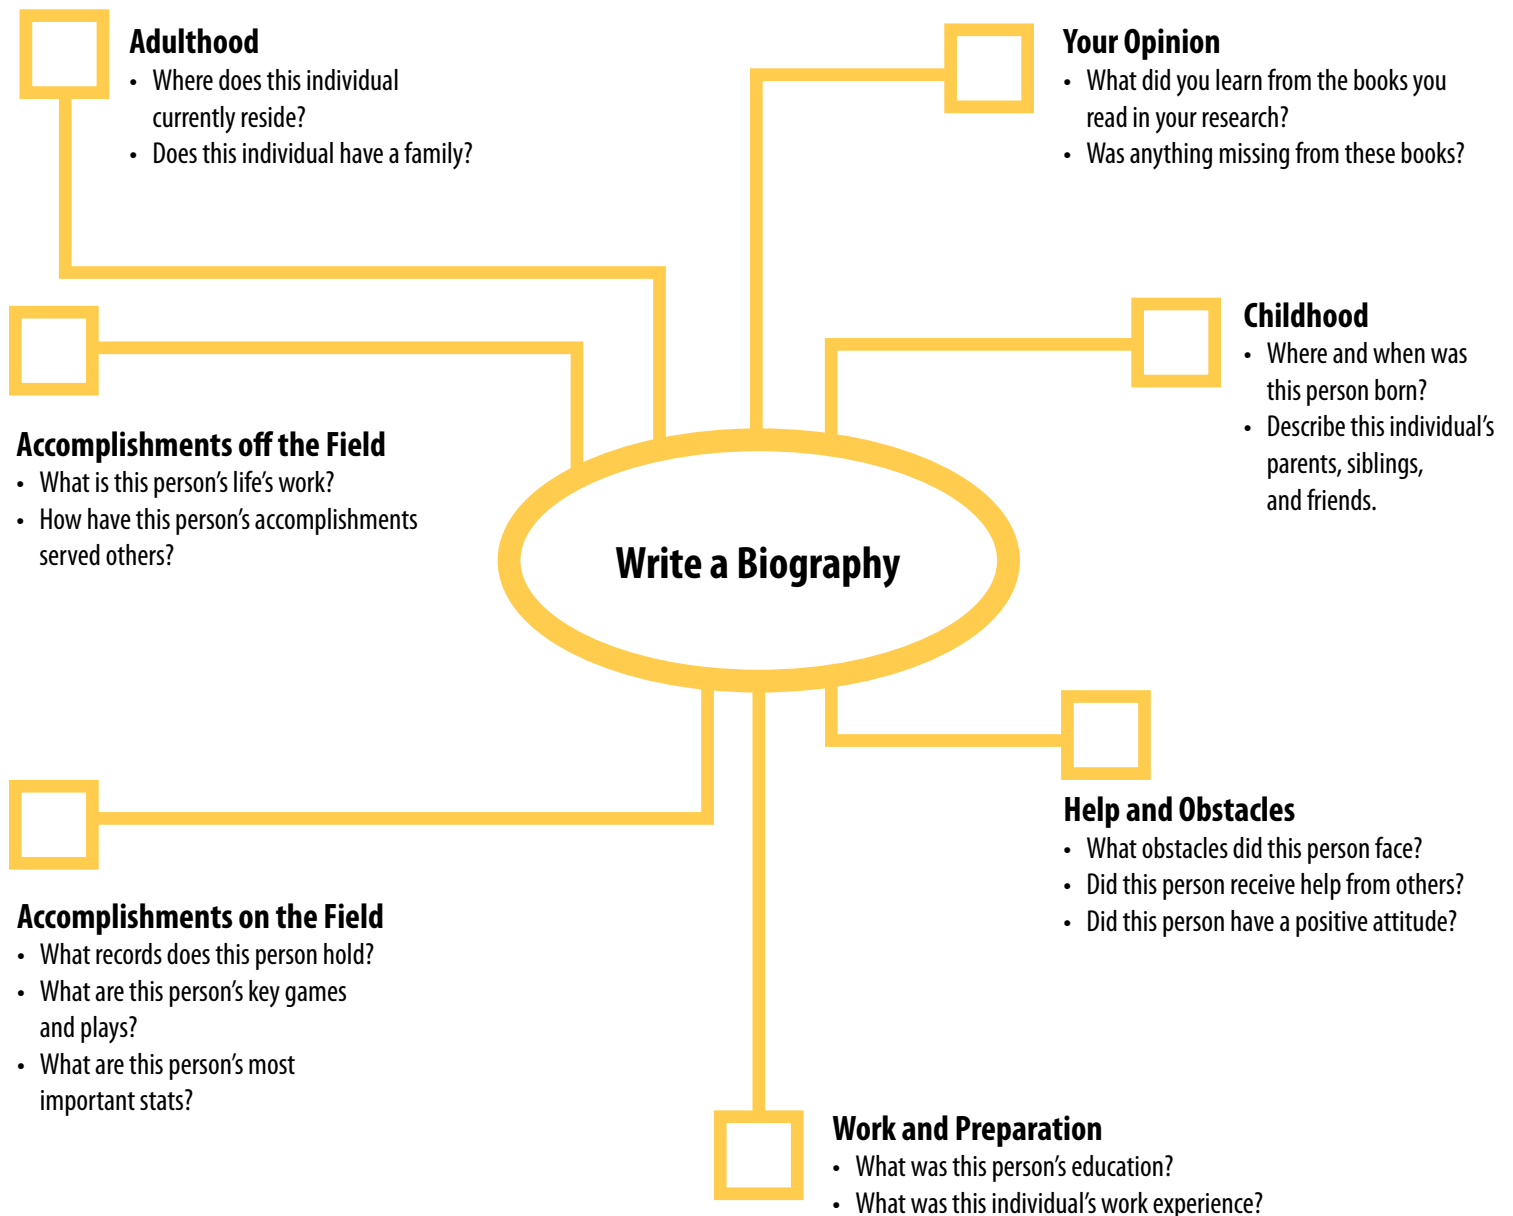 Adulthood
• Where does this individual
currently reside?
• Does this individual have a family?
Your Opinion
• What did you learn from the books you
read in your research?
• Was anything missing from these books?
Childhood
• Where and when was
this person born?
• Describe this individual's
parents, siblings,
and friends.
Accomplishments off the Field
• What is this person's life's work?
• How have this person's accomplishments
served others?
Write a Biography
Help and Obstacles
• What obstacles did this person face?
• Did this person receive help from others?
• Did this person have a positive attitude?
Accomplishments on the Field
• What records does this person hold?
• What are this person's key games
and plays?
• What are this person's most
important stats?
Work and Preparation
• What was this person's education?
• What was this individual's work experience?